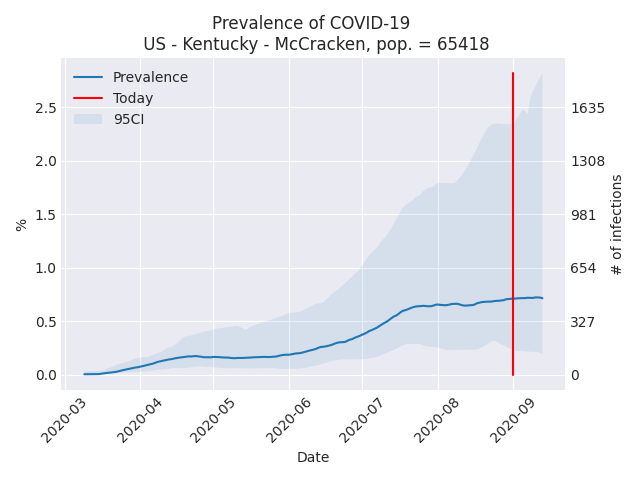 Prevalence of COVID-19
US - Kentucky - McCracken, pop. = 65418
Prevalence
Today
95CI
2.5
2.0
1.5
1.0
0.5
0.0
%
1635
1308
981
654
327
0
# of infections
2020-03
2020-04
2020-05
2020-06
2020-07
2020-08
2020-09
Date